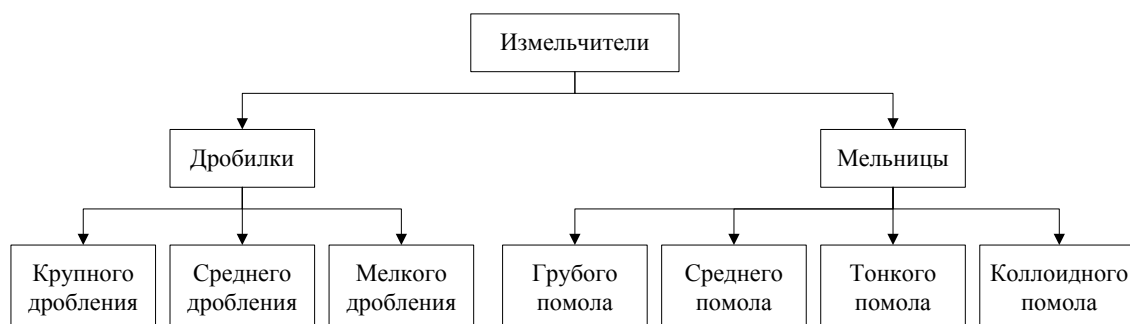 Измельчители
Дробилки
Мельницы
Крупного
дробления
Среднего
дробления
Мелкого
дробления
Грубого
помола
Среднего
помола
Тонкого
помола
Коллоидного
помола